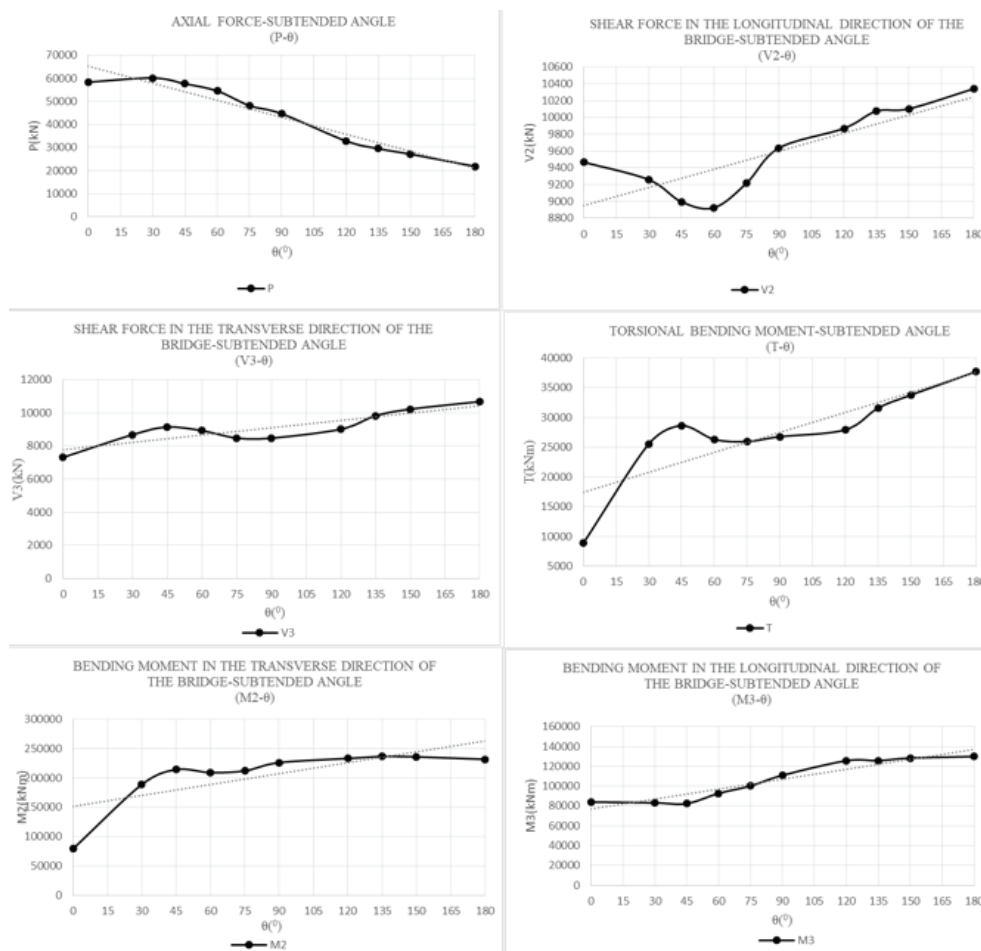 AXIAL FORCE-SUBTENDED ANGLE
(P-θ)
70000
60000
50000
40000
30000
20000
10000
0
P(kN)
0 15 30 45 60 75 90 105 120 135 150 165 180
θ(⁰)
P
SHEAR FORCE IN THE LONGITUDINAL DIRECTION OF THE
BRIDGE-SUBTENDED ANGLE
(V2-θ)
10600
10400
10200
10000
9800
9600
9400
9200
9000
8800
V2(kN)
0 15 30 45 60 75 90 105 120 135 150 165 180
θ(⁰)
V2
SHEAR FORCE IN THE TRANSVERSE DIRECTION OF THE
BRIDGE-SUBTENDED ANGLE
(V3-θ)
12000
10000
8000
6000
4000
2000
0
V3(kN)
0 15 30 45 60 75 90 105 120 135 150 165 180
θ(⁰)
V3
TORSIONAL BENDING MOMENT-SUBTENDED ANGLE
(T-θ)
40000
35000
30000
25000
20000
15000
10000
5000
T(kNm)
0 15 30 45 60 75 90 105 120 135 150 165 180
θ(⁰)
T
BENDING MOMENT IN THE TRANSVERSE DIRECTION OF
THE BRIDGE-SUBTENDED ANGLE
(M2-θ)
300000
250000
200000
150000
100000
50000
0
M2(kNm)
0 15 30 45 60 75 90 105 120 135 150 165 180
θ(⁰)
M2
BENDING MOMENT IN THE LONGITUDINAL DIRECTION OF
THE BRIDGE-SUBTENDED ANGLE
(M3-θ)
160000
140000
120000
100000
80000
60000
40000
20000
0
M3(kNm)
0 15 30 45 60 75 90 105 120 135 150 165 180
θ(⁰)
M3